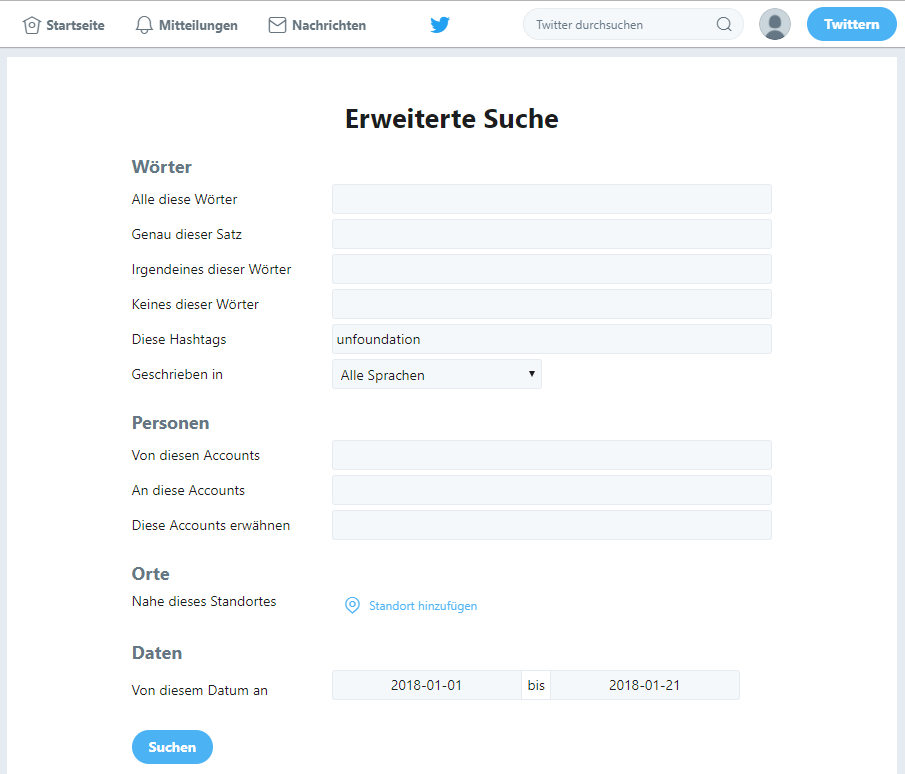 Startseite Mitteilungen Nachrichten Twitter durchsuchen Twittern
Erweiterte Suche
Wörter
Alle diese Wörter
Genau dieser Satz
Irgendeines dieser Wörter
Keines dieser Wörter
Diese Hashtags unfoundation
Geschrieben in Alle Sprachen
Personen
Von diesen Accounts
An diese Accounts
Diese Accounts erwähnen
Orte
Nahe dieses Standortes Standort hinzufügen
Daten
Von diesem Datum an 2018-01-01 bis 2018-01-21
Suchen